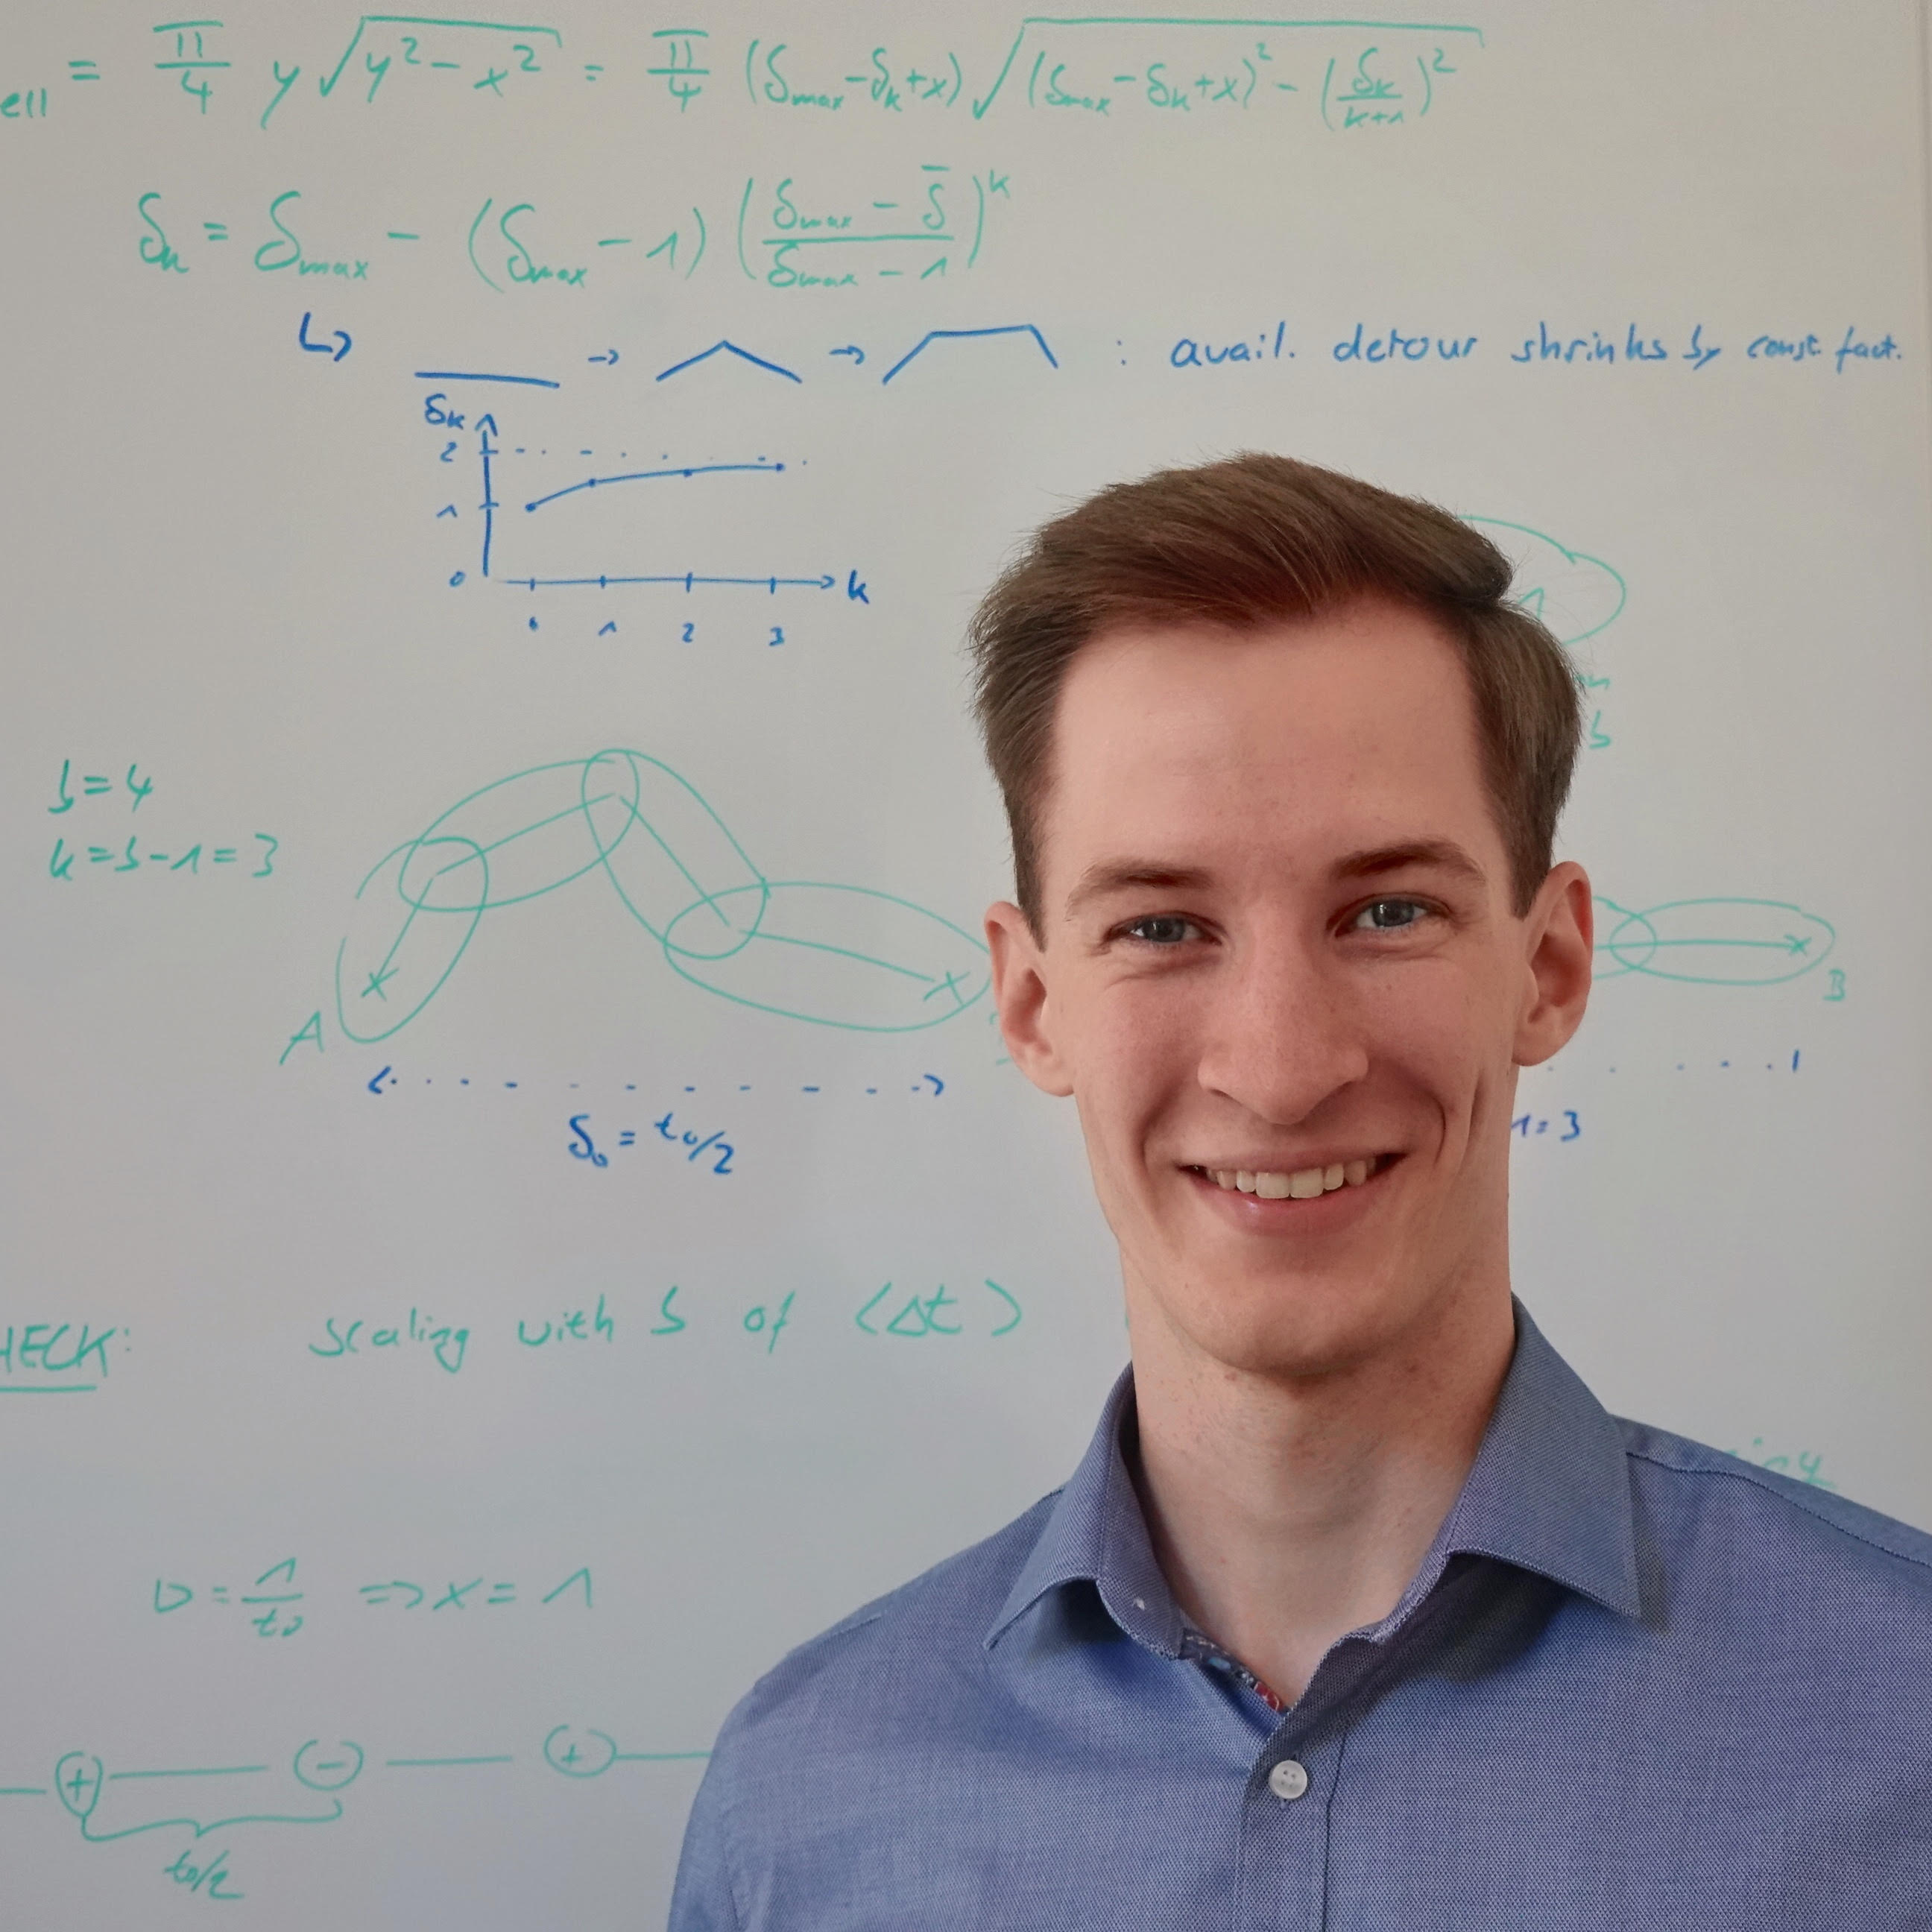 ell = π/4 y √(y² - x²) = π/4 (δmax - δk + x) √((δmax - δk + x)² - (δk/(k+1))²)
δk = δmax - (δmax - 1) ((δmax - δ̄)/(δmax - 1))^k
↳ → → : avail. detour shrinks by const fact.
δk
2
1
0
k
0 1 2 3
s=4
k=s-1=3
A
B
δ0 = t0/2
1=3
HECK: scaling with s of ⟨Δt⟩
D = 1/t0 => x = 1
+ - +
t0/2